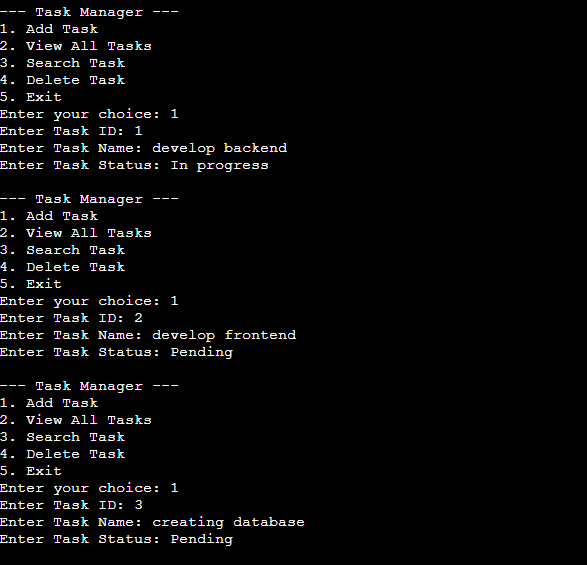 --- Task Manager ---
1. Add Task
2. View All Tasks
3. Search Task
4. Delete Task
5. Exit
Enter your choice: 1
Enter Task ID: 1
Enter Task Name: develop backend
Enter Task Status: In progress

--- Task Manager ---
1. Add Task
2. View All Tasks
3. Search Task
4. Delete Task
5. Exit
Enter your choice: 1
Enter Task ID: 2
Enter Task Name: develop frontend
Enter Task Status: Pending

--- Task Manager ---
1. Add Task
2. View All Tasks
3. Search Task
4. Delete Task
5. Exit
Enter your choice: 1
Enter Task ID: 3
Enter Task Name: creating database
Enter Task Status: Pending